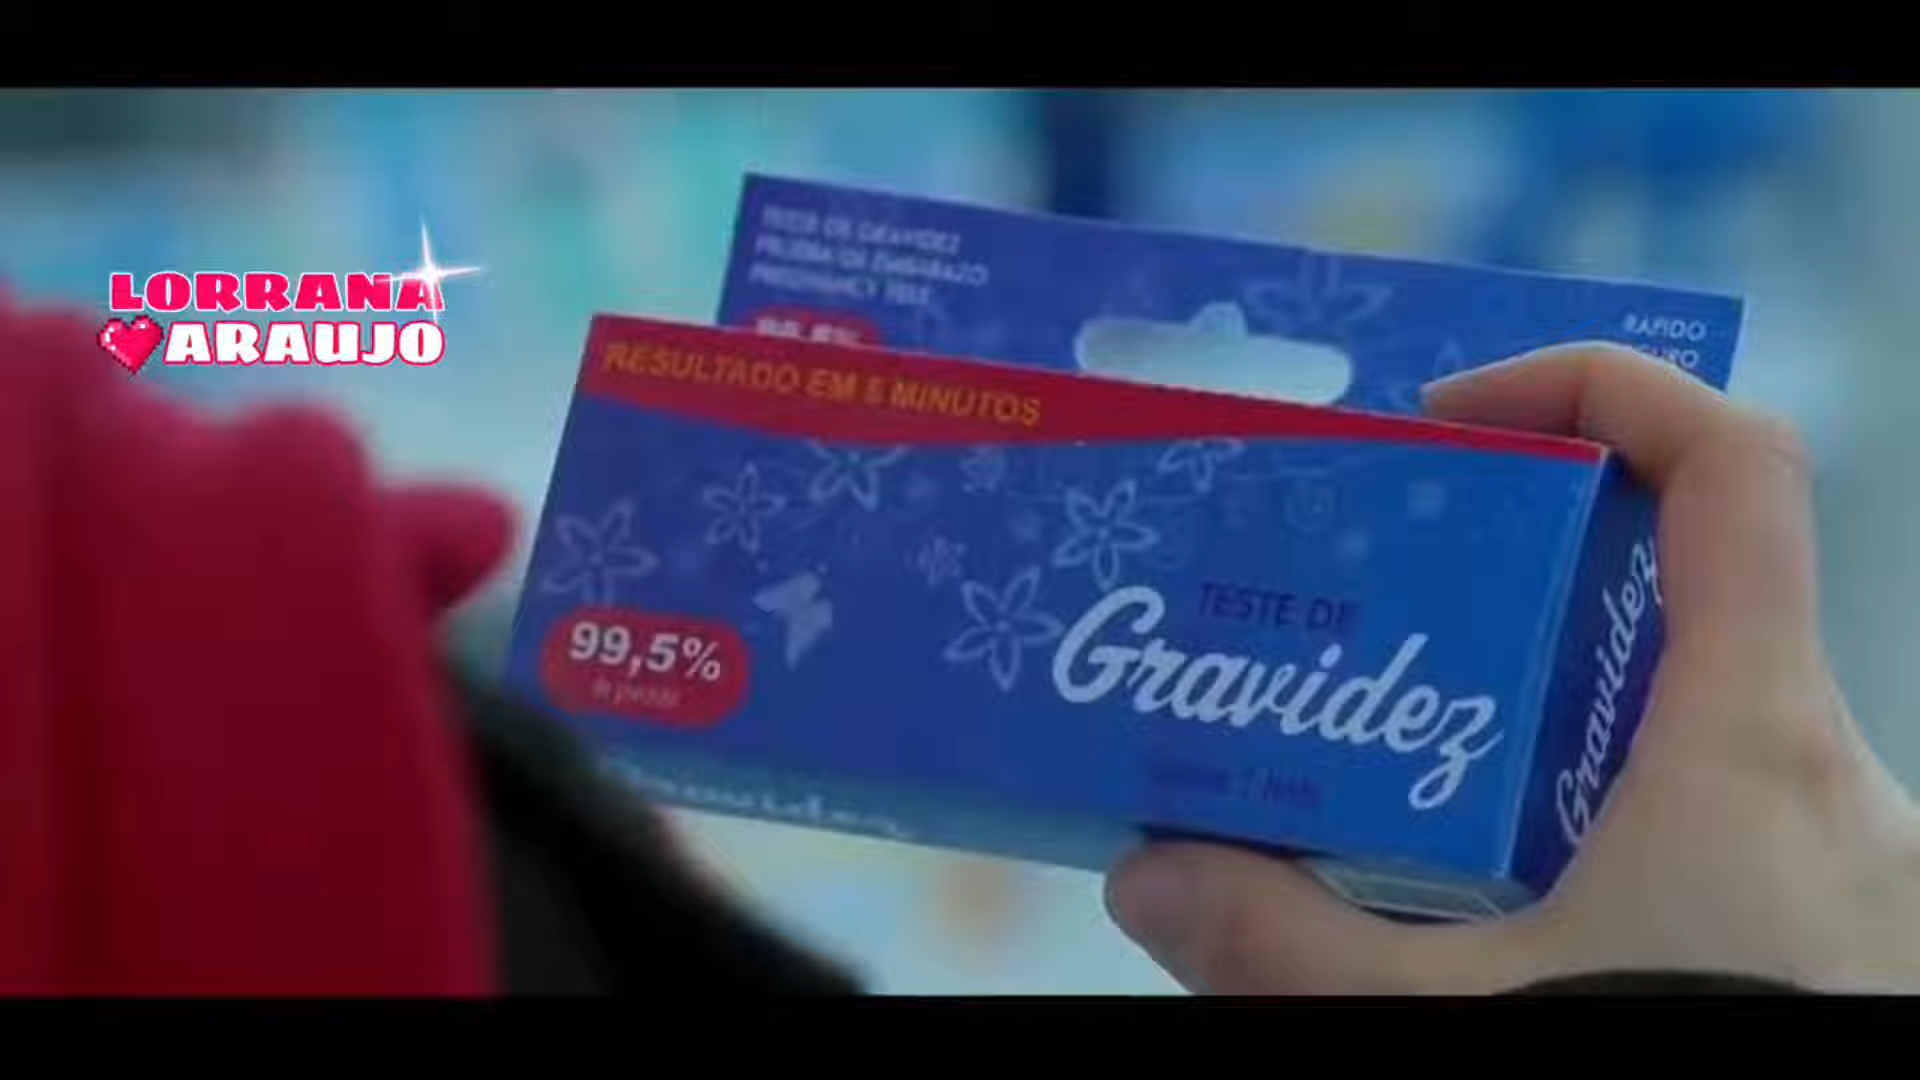 LORRANA
ARAUJO
TESTE DE GRAVIDEZ
PRUEBA DE EMBARAZO
PREGNANCY TEST
RAPIDO
RESULTADO EM 5 MINUTOS
99,5%
TESTE DE
Gravidez
Gravidez